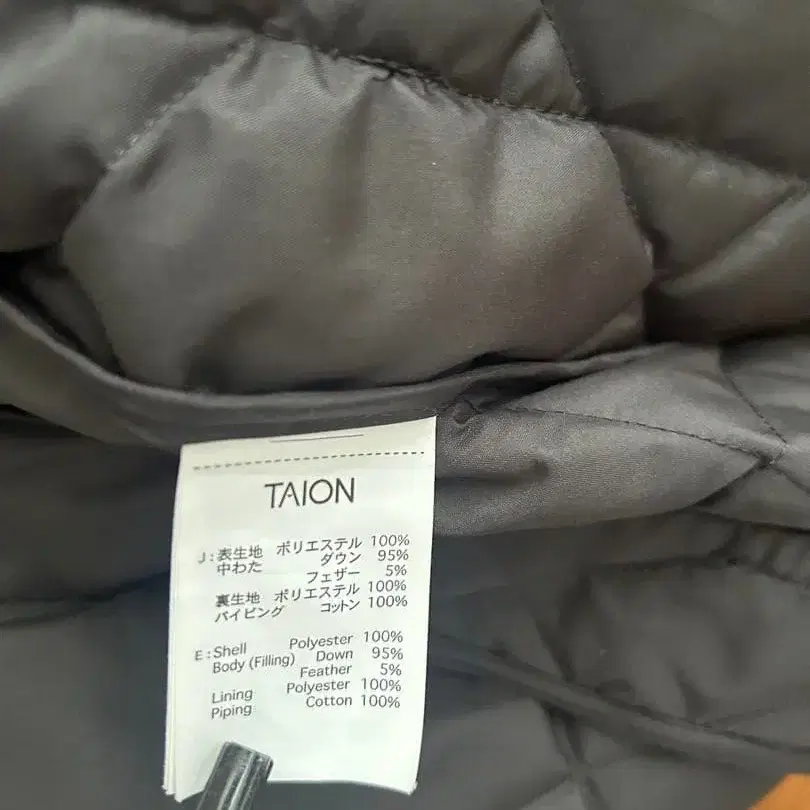 TAION
J:表生地 ポリエステル 100%
中わた ダウン 95%
フェザー 5%
裏生地 ポリエステル 100%
パイピング コットン 100%
E:Shell Polyester 100%
Body (Filling) Down 95%
Feather 5%
Lining Polyester 100%
Piping Cotton 100%